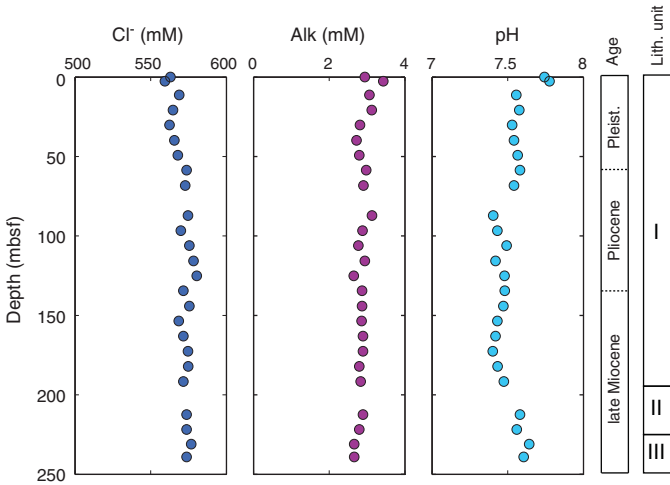 Cl⁻ (mM)
Alk (mM)
pH
Age
Lith. unit
500 550 600
0 2 4
7 7.5 8
0
50
100
150
200
250
Depth (mbsf)
Pleist.
Pliocene
late Miocene
I
II
III